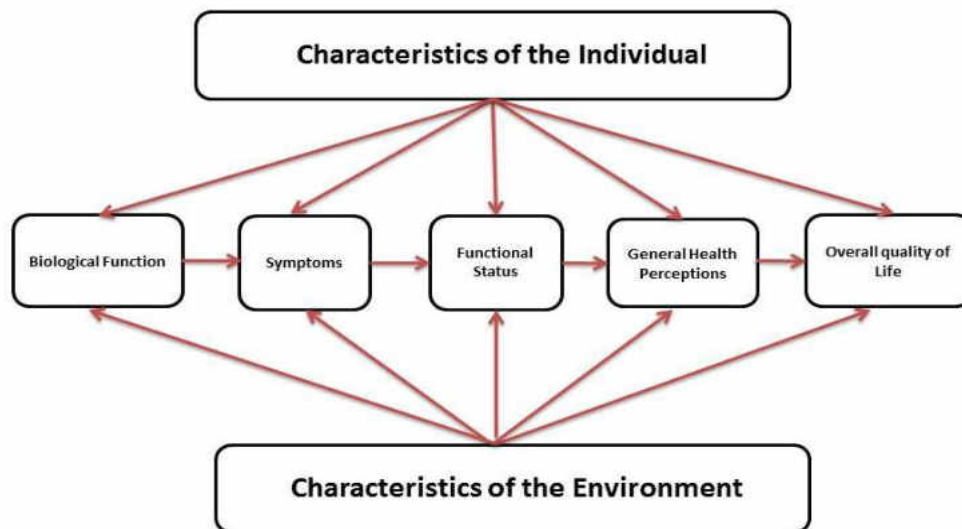 Characteristics of the Individual
Biological Function
Symptoms
Functional
Status
General Health
Perceptions
Overall quality of
Life
Characteristics of the Environment